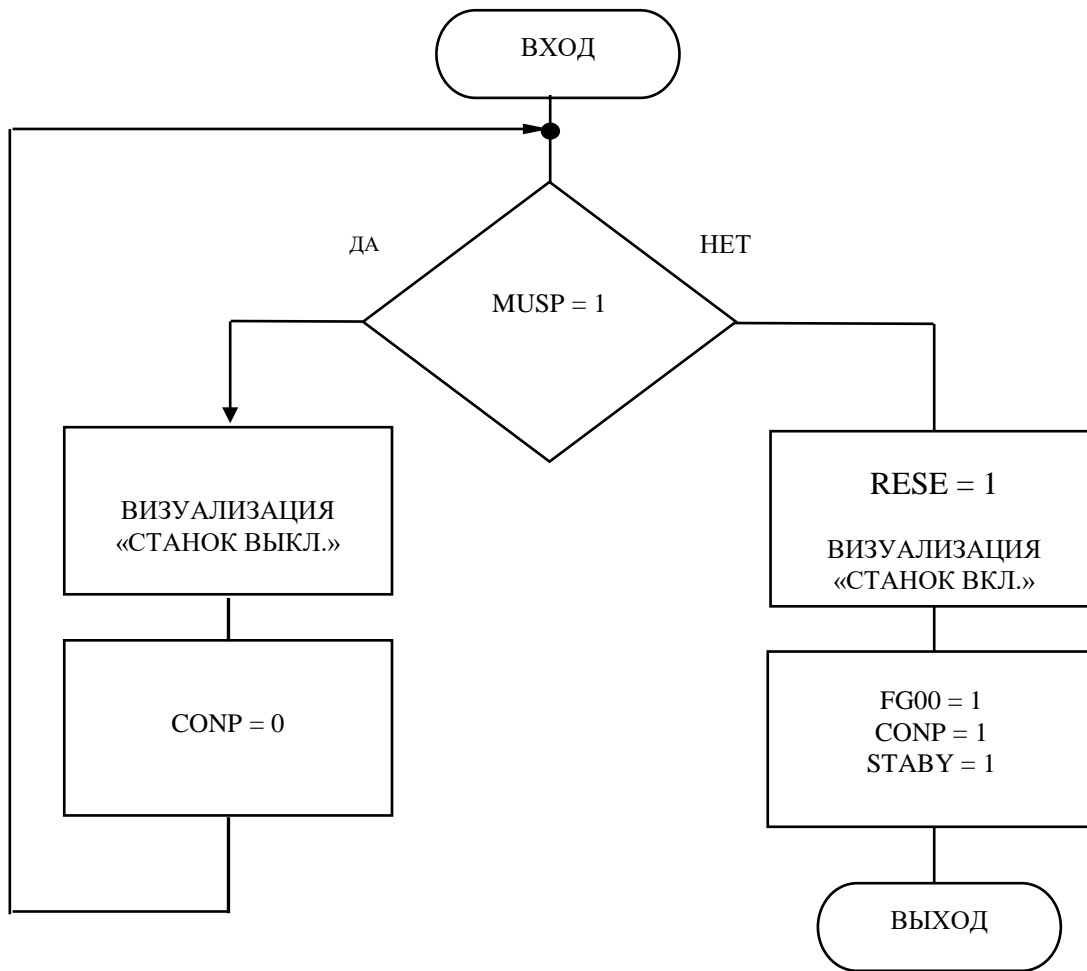 ВХОД
ДА
НЕТ
MUSP = 1
ВИЗУАЛИЗАЦИЯ
«СТАНОК ВЫКЛ.»
CONP = 0
RESE = 1
ВИЗУАЛИЗАЦИЯ
«СТАНОК ВКЛ.»
FG00 = 1
CONP = 1
STABY = 1
ВЫХОД